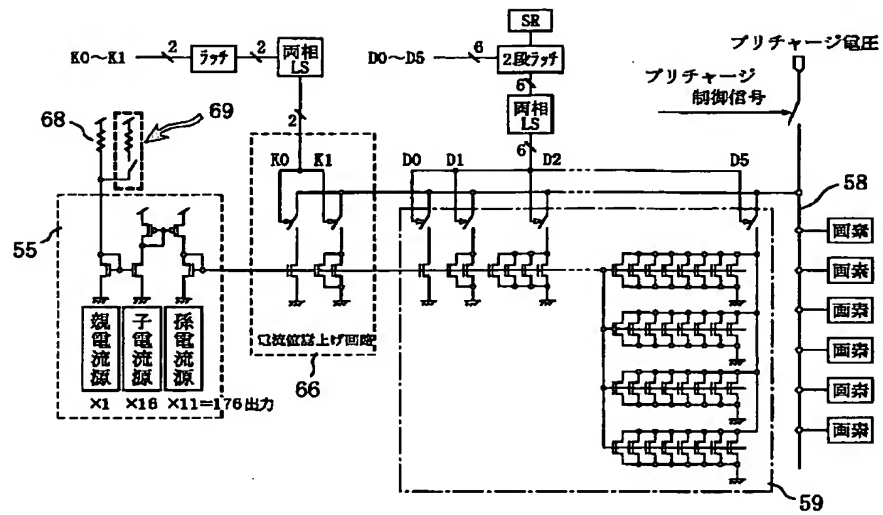 SR
K0～K1
2
ラッチ
2
両相
LS
D0～D5
6
2段ラッチ
6
両相
LS
6
プリチャージ電圧
プリチャージ
制御信号
68
69
2
K0 K1
D0 D1 D2 D5
58
55
画素
画素
画素
画素
画素
画素
親電流源
子電流源
孫電流源
×1 ×16 ×11=176出力
電流嵩上げ回路
66
59